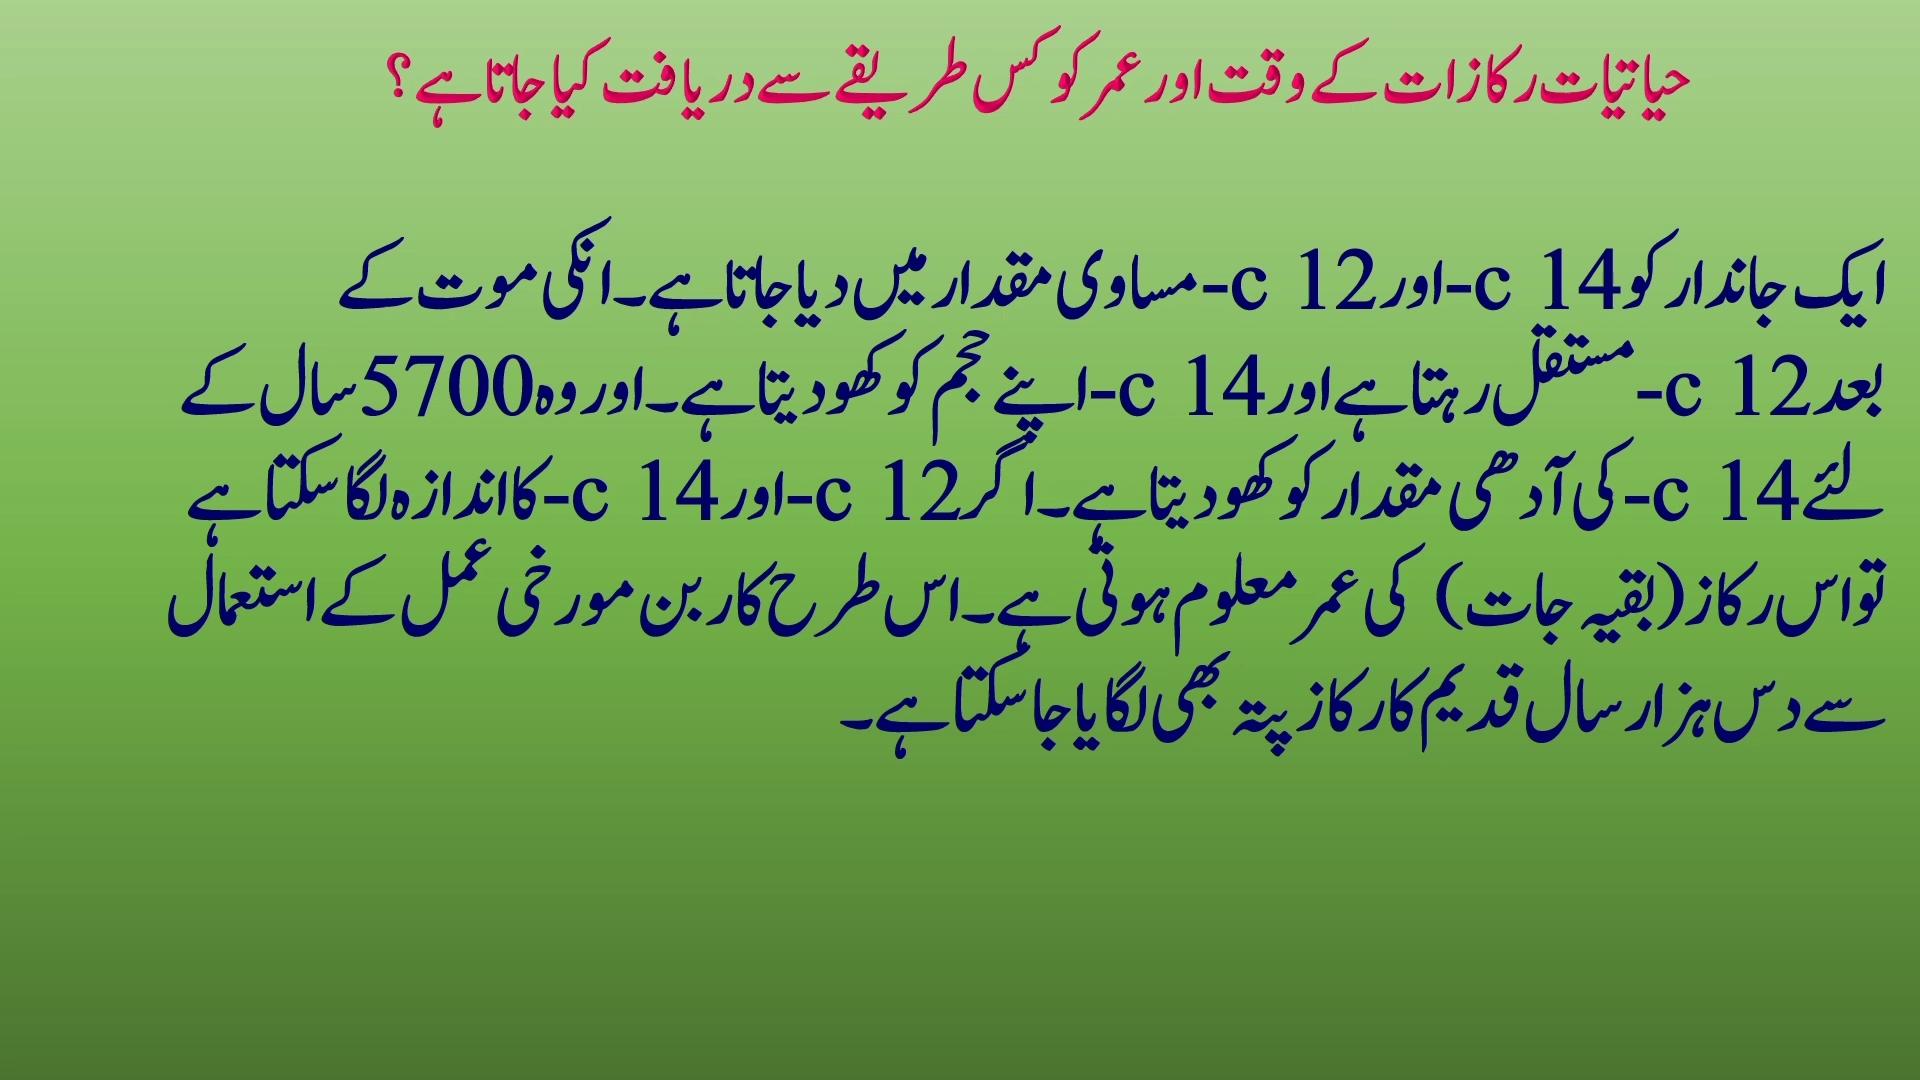 حیاتیات رکازات کے وقت اور عمر کو کس طریقے سے دریافت کیا جاتا ہے؟
ایک جاندار کو c 14-اور c 12-مساوی مقدار میں دیا جاتا ہے۔ انکی موت کے
بعد c 12-مستقل رہتا ہے اور c 14-اپنے حجم کو کھو دیتا ہے۔ اور وہ 5700 سال کے
لئے c 14-کی آدھی مقدار کو کھو دیتا ہے۔ اگر c 12-اور c 14-کا اندازہ لگا سکتا ہے
تو اس رکاز (بقیہ جات) کی عمر معلوم ہوتی ہے۔ اس طرح کاربن مورخی عمل کے استعمال
سے دس ہزار سال قدیم کا رکاز پتہ بھی لگایا جا سکتا ہے۔